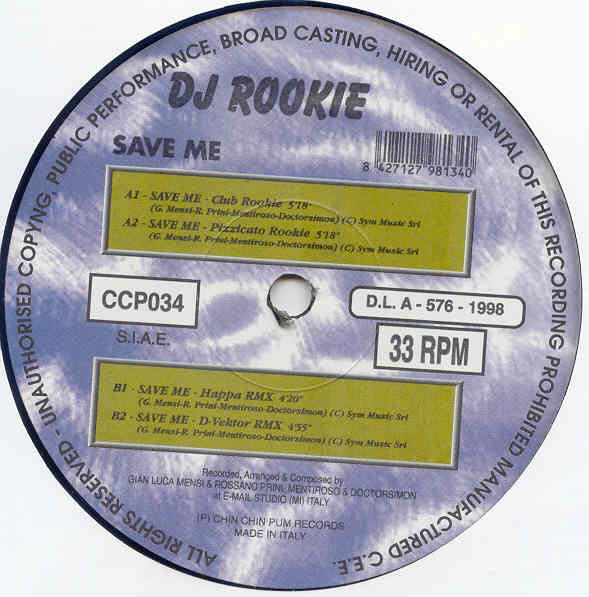 ALL RIGHTS RESERVED - UNAUTHORISED COPYNG, PUBLIC PERFORMANCE, BROAD CASTING, HIRING OR RENTAL OF THIS RECORDING PROHIBITED MANUFACTURED C.E.E.
DJ ROOKIE
SAVE ME
8 427127 981340
A1 - SAVE ME - Club Rookie 5'18"
(G. Mensi-R. Prini-Mentiroso-Doctorsimon) (C) Sym Music Srl
A2 - SAVE ME - Pizzicato Rookie 5'18"
(G. Mensi-R. Prini-Mentiroso-Doctorsimon) (C) Sym Music Srl
CCP034
D.L. A - 576 - 1998
S.I.A.E.
33 RPM
B1 - SAVE ME - Happa RMX 4'20"
(G. Mensi-R. Prini-Mentiroso-Doctorsimon) (C) Sym Music Srl
B2 - SAVE ME - D-Vektor RMX 4'55"
(G. Mensi-R. Prini-Mentiroso-Doctorsimon) (C) Sym Music Srl
Recorded, Arranged & Composed by
GIAN LUCA MENSI & ROSSANO PRINI, MENTIROSO & DOCTORSIMON
at E-MAIL STUDIO (MI) ITALY
(P) CHIN CHIN PUM RECORDS
MADE IN ITALY